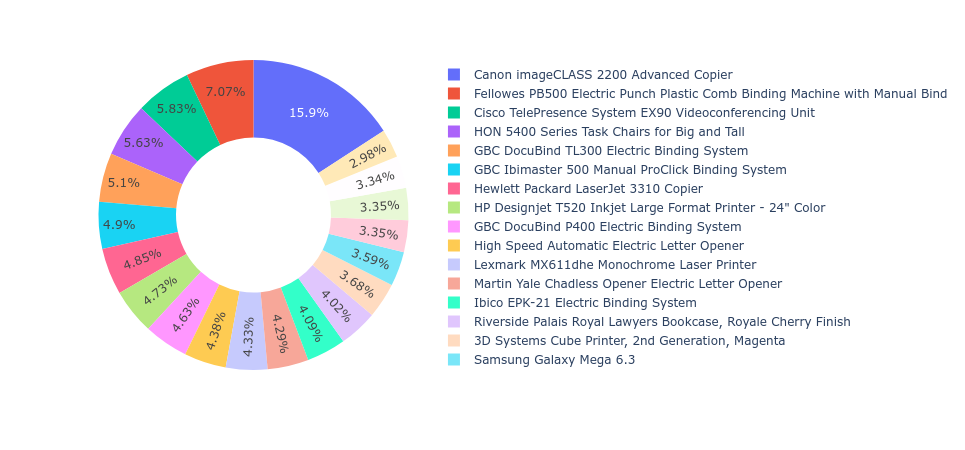 15.9%
7.07%
5.83%
5.63%
5.1%
4.9%
4.85%
4.73%
4.63%
4.38%
4.33%
4.29%
4.09%
4.02%
3.68%
3.59%
3.35%
3.35%
3.34%
2.98%
Canon imageCLASS 2200 Advanced Copier
Fellowes PB500 Electric Punch Plastic Comb Binding Machine with Manual Bind
Cisco TelePresence System EX90 Videoconferencing Unit
HON 5400 Series Task Chairs for Big and Tall
GBC DocuBind TL300 Electric Binding System
GBC Ibimaster 500 Manual ProClick Binding System
Hewlett Packard LaserJet 3310 Copier
HP Designjet T520 Inkjet Large Format Printer - 24" Color
GBC DocuBind P400 Electric Binding System
High Speed Automatic Electric Letter Opener
Lexmark MX611dhe Monochrome Laser Printer
Martin Yale Chadless Opener Electric Letter Opener
Ibico EPK-21 Electric Binding System
Riverside Palais Royal Lawyers Bookcase, Royale Cherry Finish
3D Systems Cube Printer, 2nd Generation, Magenta
Samsung Galaxy Mega 6.3